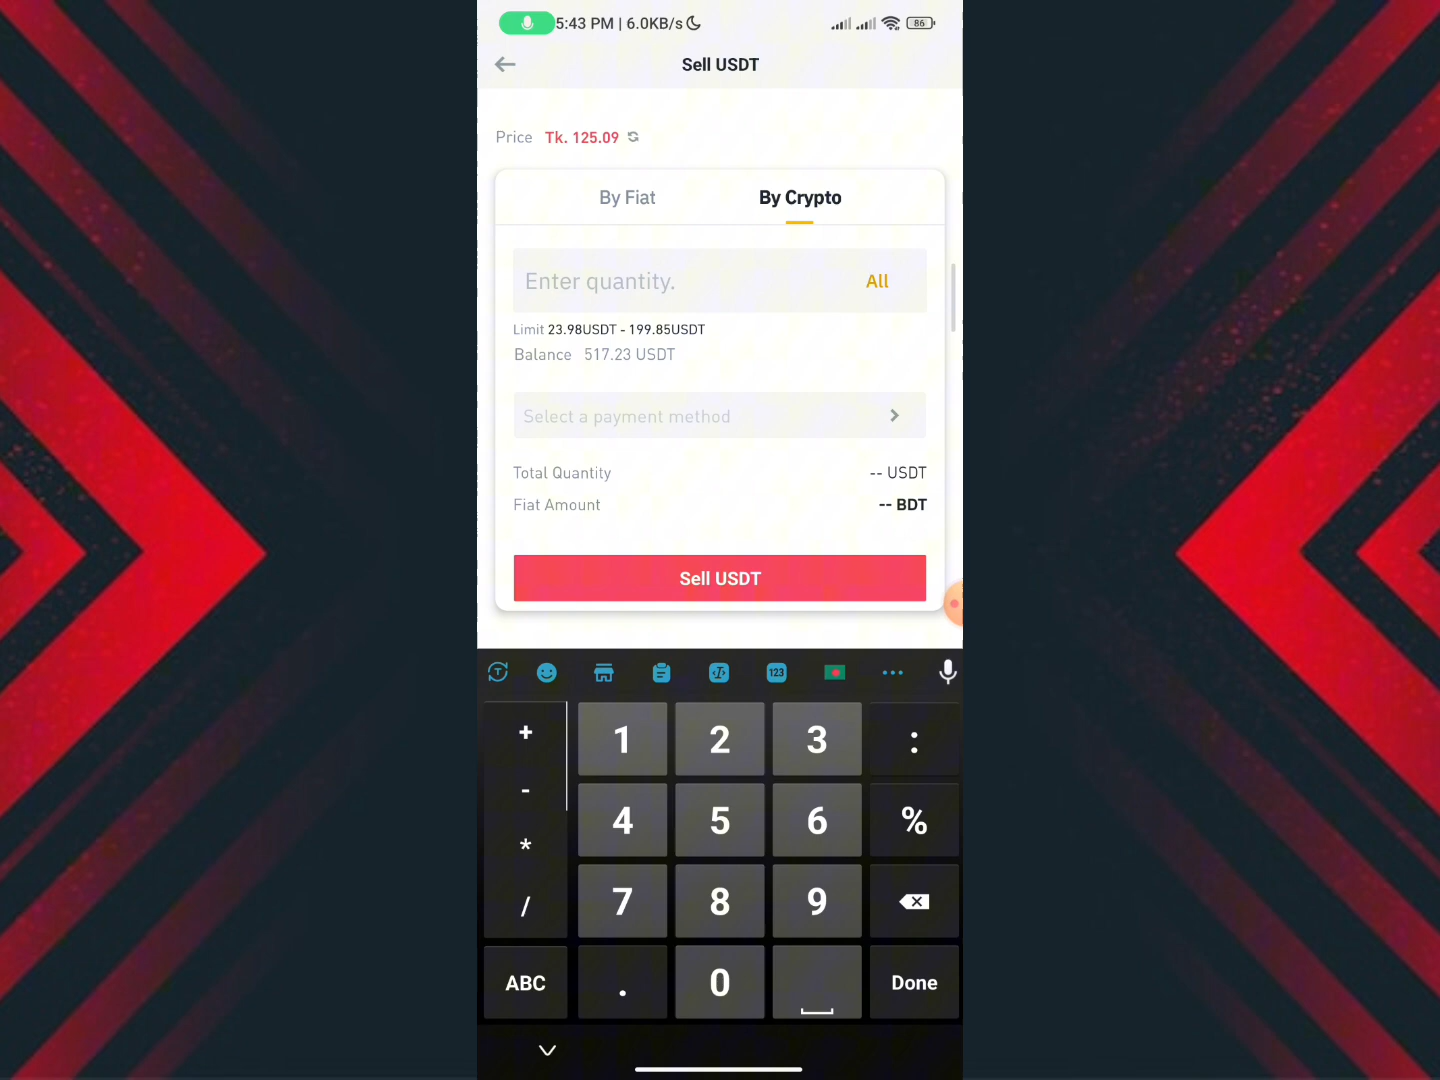 5:43 PM | 6.0KB/s 86
Sell USDT
Price Tk. 125.09
By Fiat By Crypto
Enter quantity. All
Limit 23.98USDT - 199.85USDT
Balance 517.23 USDT
Select a payment method
Total Quantity -- USDT
Fiat Amount -- BDT
Sell USDT
T 123
+ 1 2 3 :
- 4 5 6 %
*
/ 7 8 9
ABC . 0 Done